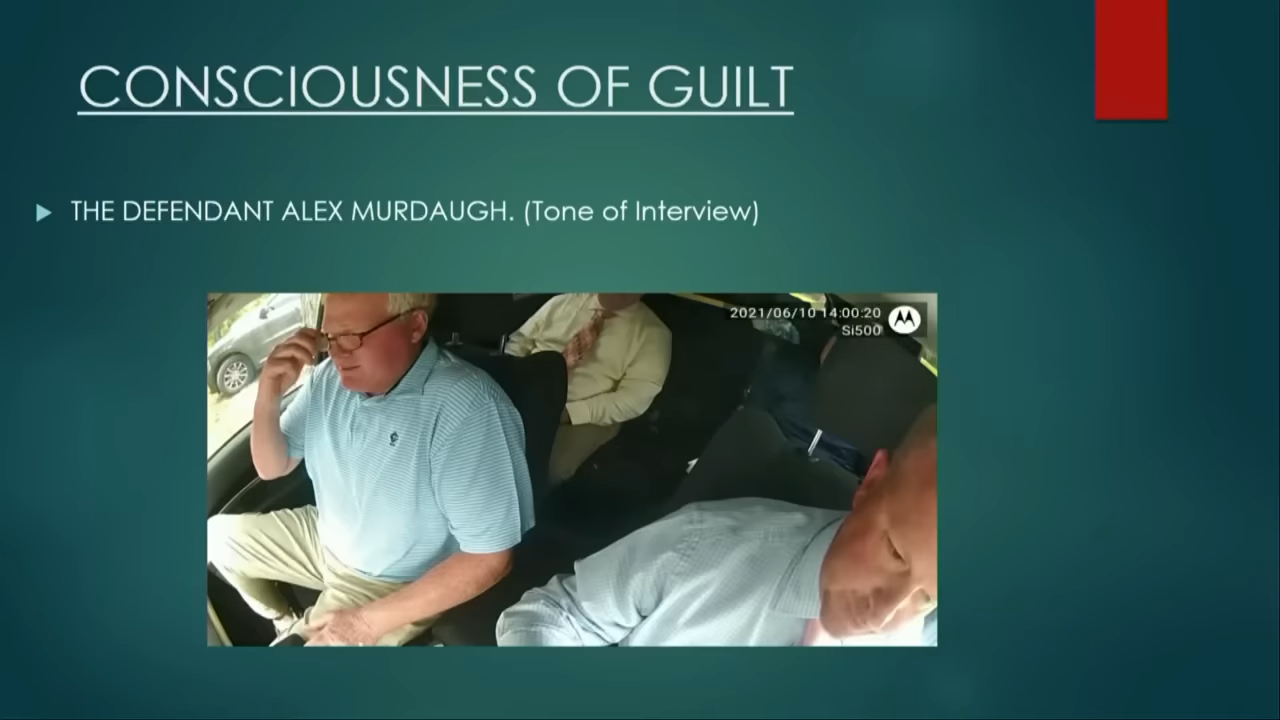 CONSCIOUSNESS OF GUILT
THE DEFENDANT ALEX MURDAUGH. (Tone of Interview)
2021/06/10 14:00:20
Si500